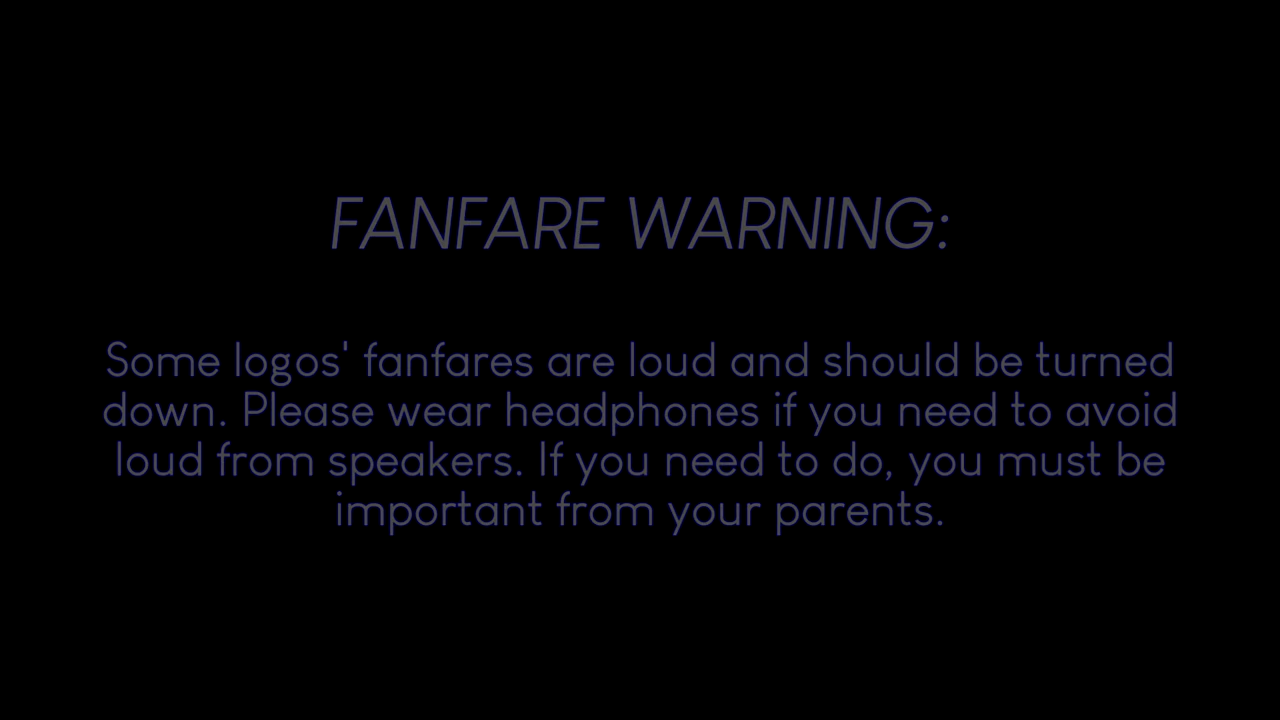 FANFARE WARNING:
Some logos' fanfares are loud and should be turned
down. Please wear headphones if you need to avoid
loud from speakers. If you need to do, you must be
important from your parents.